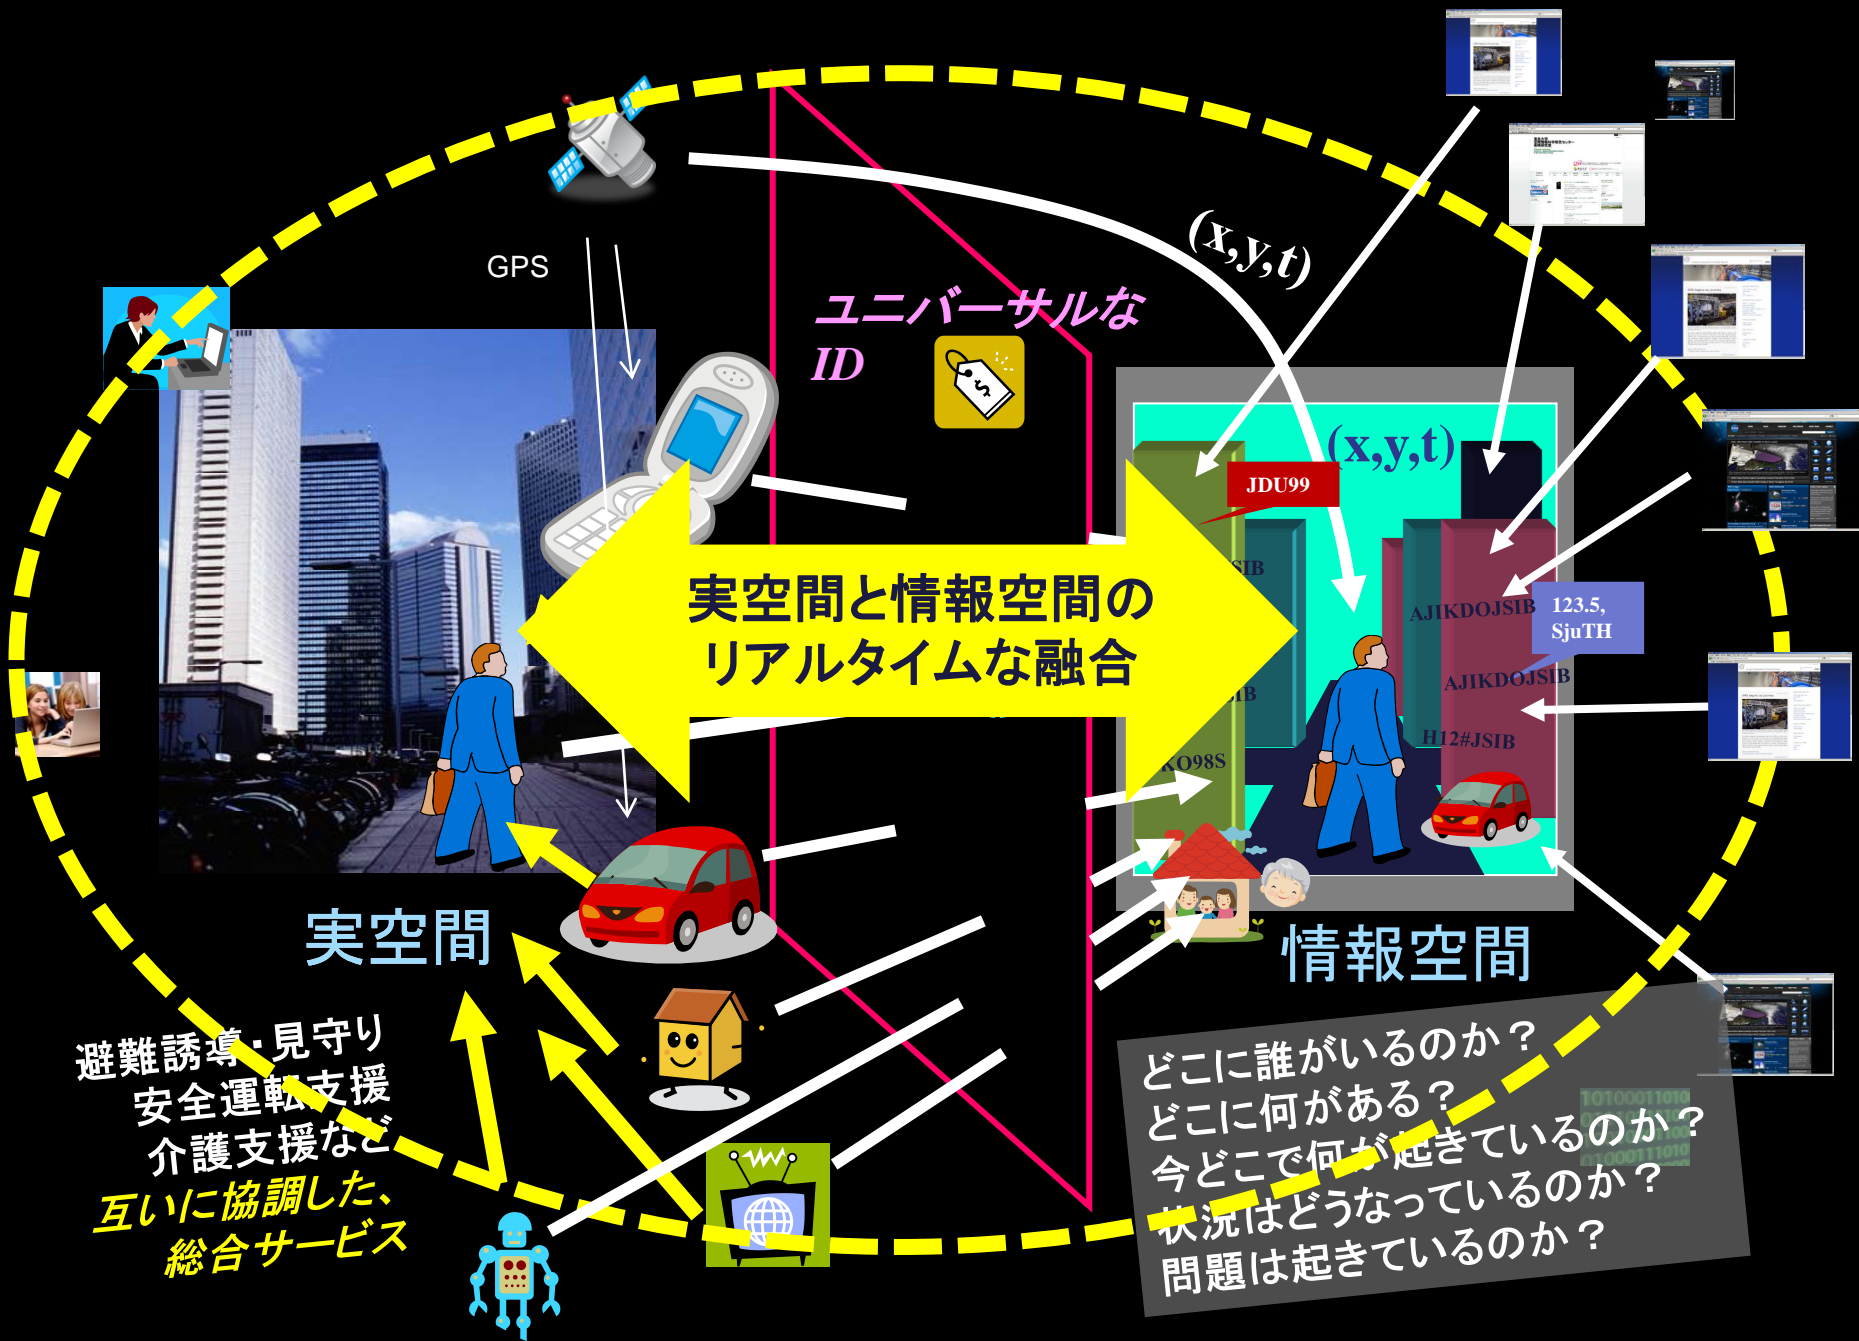 GPS
(x,y,t)
ユニバーサルな
ID
(x,y,t)
JDU99
実空間と情報空間の
リアルタイムな融合
SIB
AJIKDOJSIB
123.5,
SjuTH
AJIKDOJSIB
IB
H12#JSIB
KO98S
実空間
情報空間
避難誘導・見守り
安全運転支援
介護支援など
互いに協調した、
総合サービス
どこに誰がいるのか？
どこに何がある？
今どこで何が起きているのか？
状況はどうなっているのか？
問題は起きているのか？
10100011010